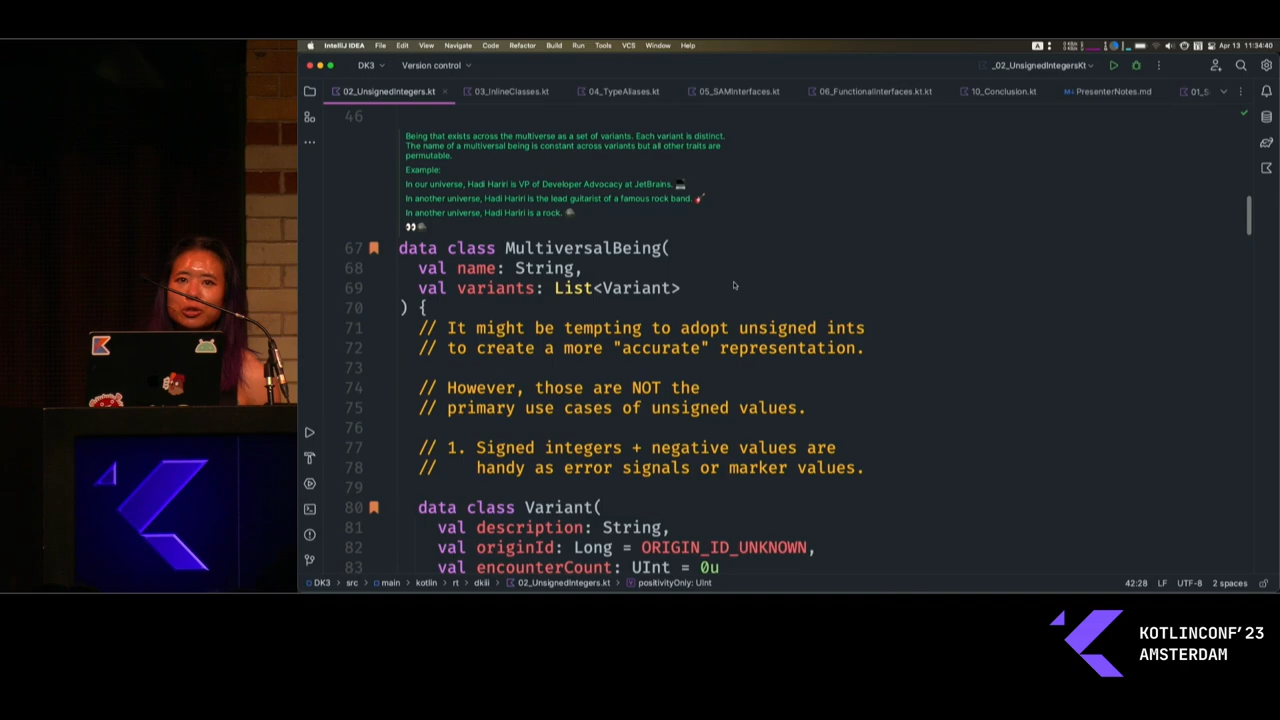 IntelliJ IDEA File Edit View Navigate Code Refactor Build Run Tools VCS Window Help
Apr 13 11:34:40
DK3 Version control
_02_UnsignedIntegersKt
02_UnsignedIntegers.kt
03_InlineClasses.kt
04_TypeAliases.kt
05_SAMInterfaces.kt
06_FunctionalInterfaces.kt.kt
10_Conclusion.kt
PresenterNotes.md
46
Being that exists across the multiverse as a set of variants. Each variant is distinct.
The name of a multiversal being is constant across variants but all other traits are
permutable.
Example:
In our universe, Hadi Hariri is VP of Developer Advocacy at JetBrains.
In another universe, Hadi Hariri is the lead guitarist of a famous rock band.
In another universe, Hadi Hariri is a rock.
67 data class MultiversalBeing(
68 val name: String,
69 val variants: List<Variant>
70 ) {
71 // It might be tempting to adopt unsigned ints
72 // to create a more "accurate" representation.
73
74 // However, those are NOT the
75 // primary use cases of unsigned values.
76
77 // 1. Signed integers + negative values are
78 // handy as error signals or marker values.
79
80 data class Variant(
81 val description: String,
82 val originId: Long = ORIGIN_ID_UNKNOWN,
83 val encounterCount: UInt = 0u
DK3 src main kotlin rt dkiii 02_UnsignedIntegers.kt positivityOnly: UInt
42:28 LF UTF-8 2 spaces
KOTLINCONF'23
AMSTERDAM